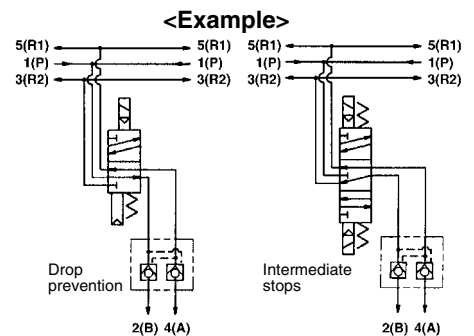 <Example>
5(R1) 5(R1) 5(R1) 5(R1)
1(P) 1(P) 1(P) 1(P)
3(R2) 3(R2) 3(R2) 3(R2)
Drop
prevention
Intermediate
stops
2(B) 4(A) 2(B) 4(A)